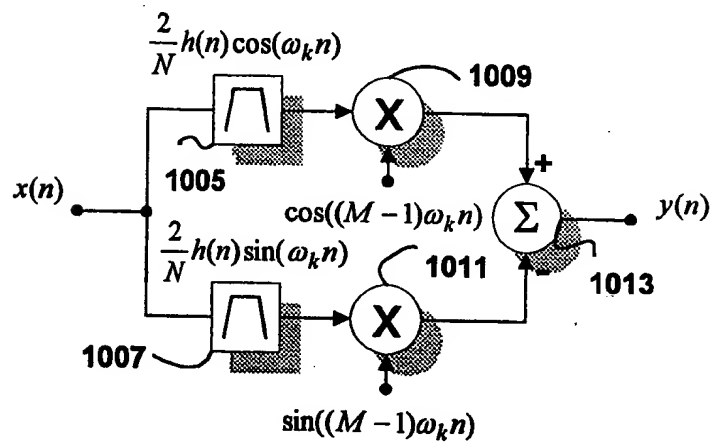 2/N h(n)cos(ω_k n)
1009
X
1005
+
x(n)
cos((M − 1)ω_k n)
Σ
y(n)
2/N h(n)sin(ω_k n)
1011
-
1013
X
1007
sin((M − 1)ω_k n)